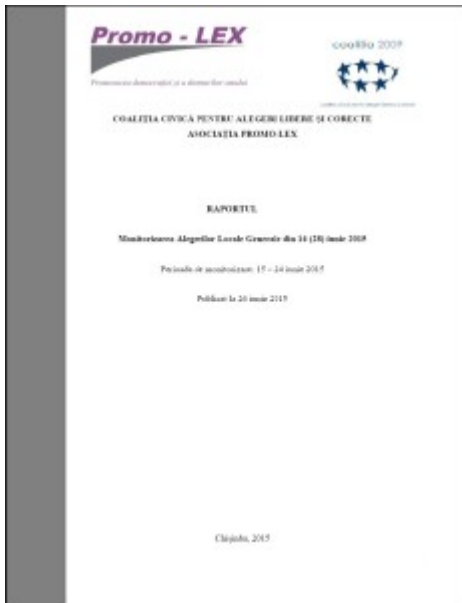 Promo - LEX
coaliția 2009
Promovarea democrației și a drepturilor omului
COALIȚIA CIVICĂ PENTRU ALEGERI LIBERE ȘI CORECTE
ASOCIAȚIA PROMO-LEX
RAPORTUL
Monitorizarea Alegerilor Locale Generale din 14 (28) iunie 2015
Perioada de monitorizare: 15 – 24 iunie 2015
Publicat la 26 iunie 2015
Chișinău, 2015